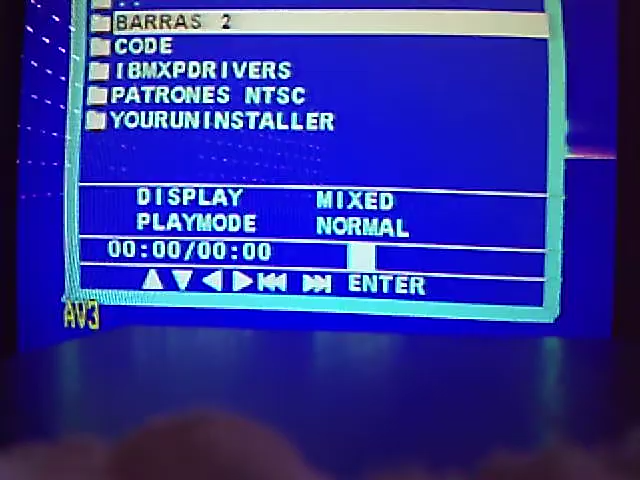 ..
BARRAS 2
CODE
IBMXPDRIVERS
PATRONES NTSC
YOURUNINSTALLER
DISPLAY MIXED
PLAYMODE NORMAL
00:00/00:00
ENTER
AV3